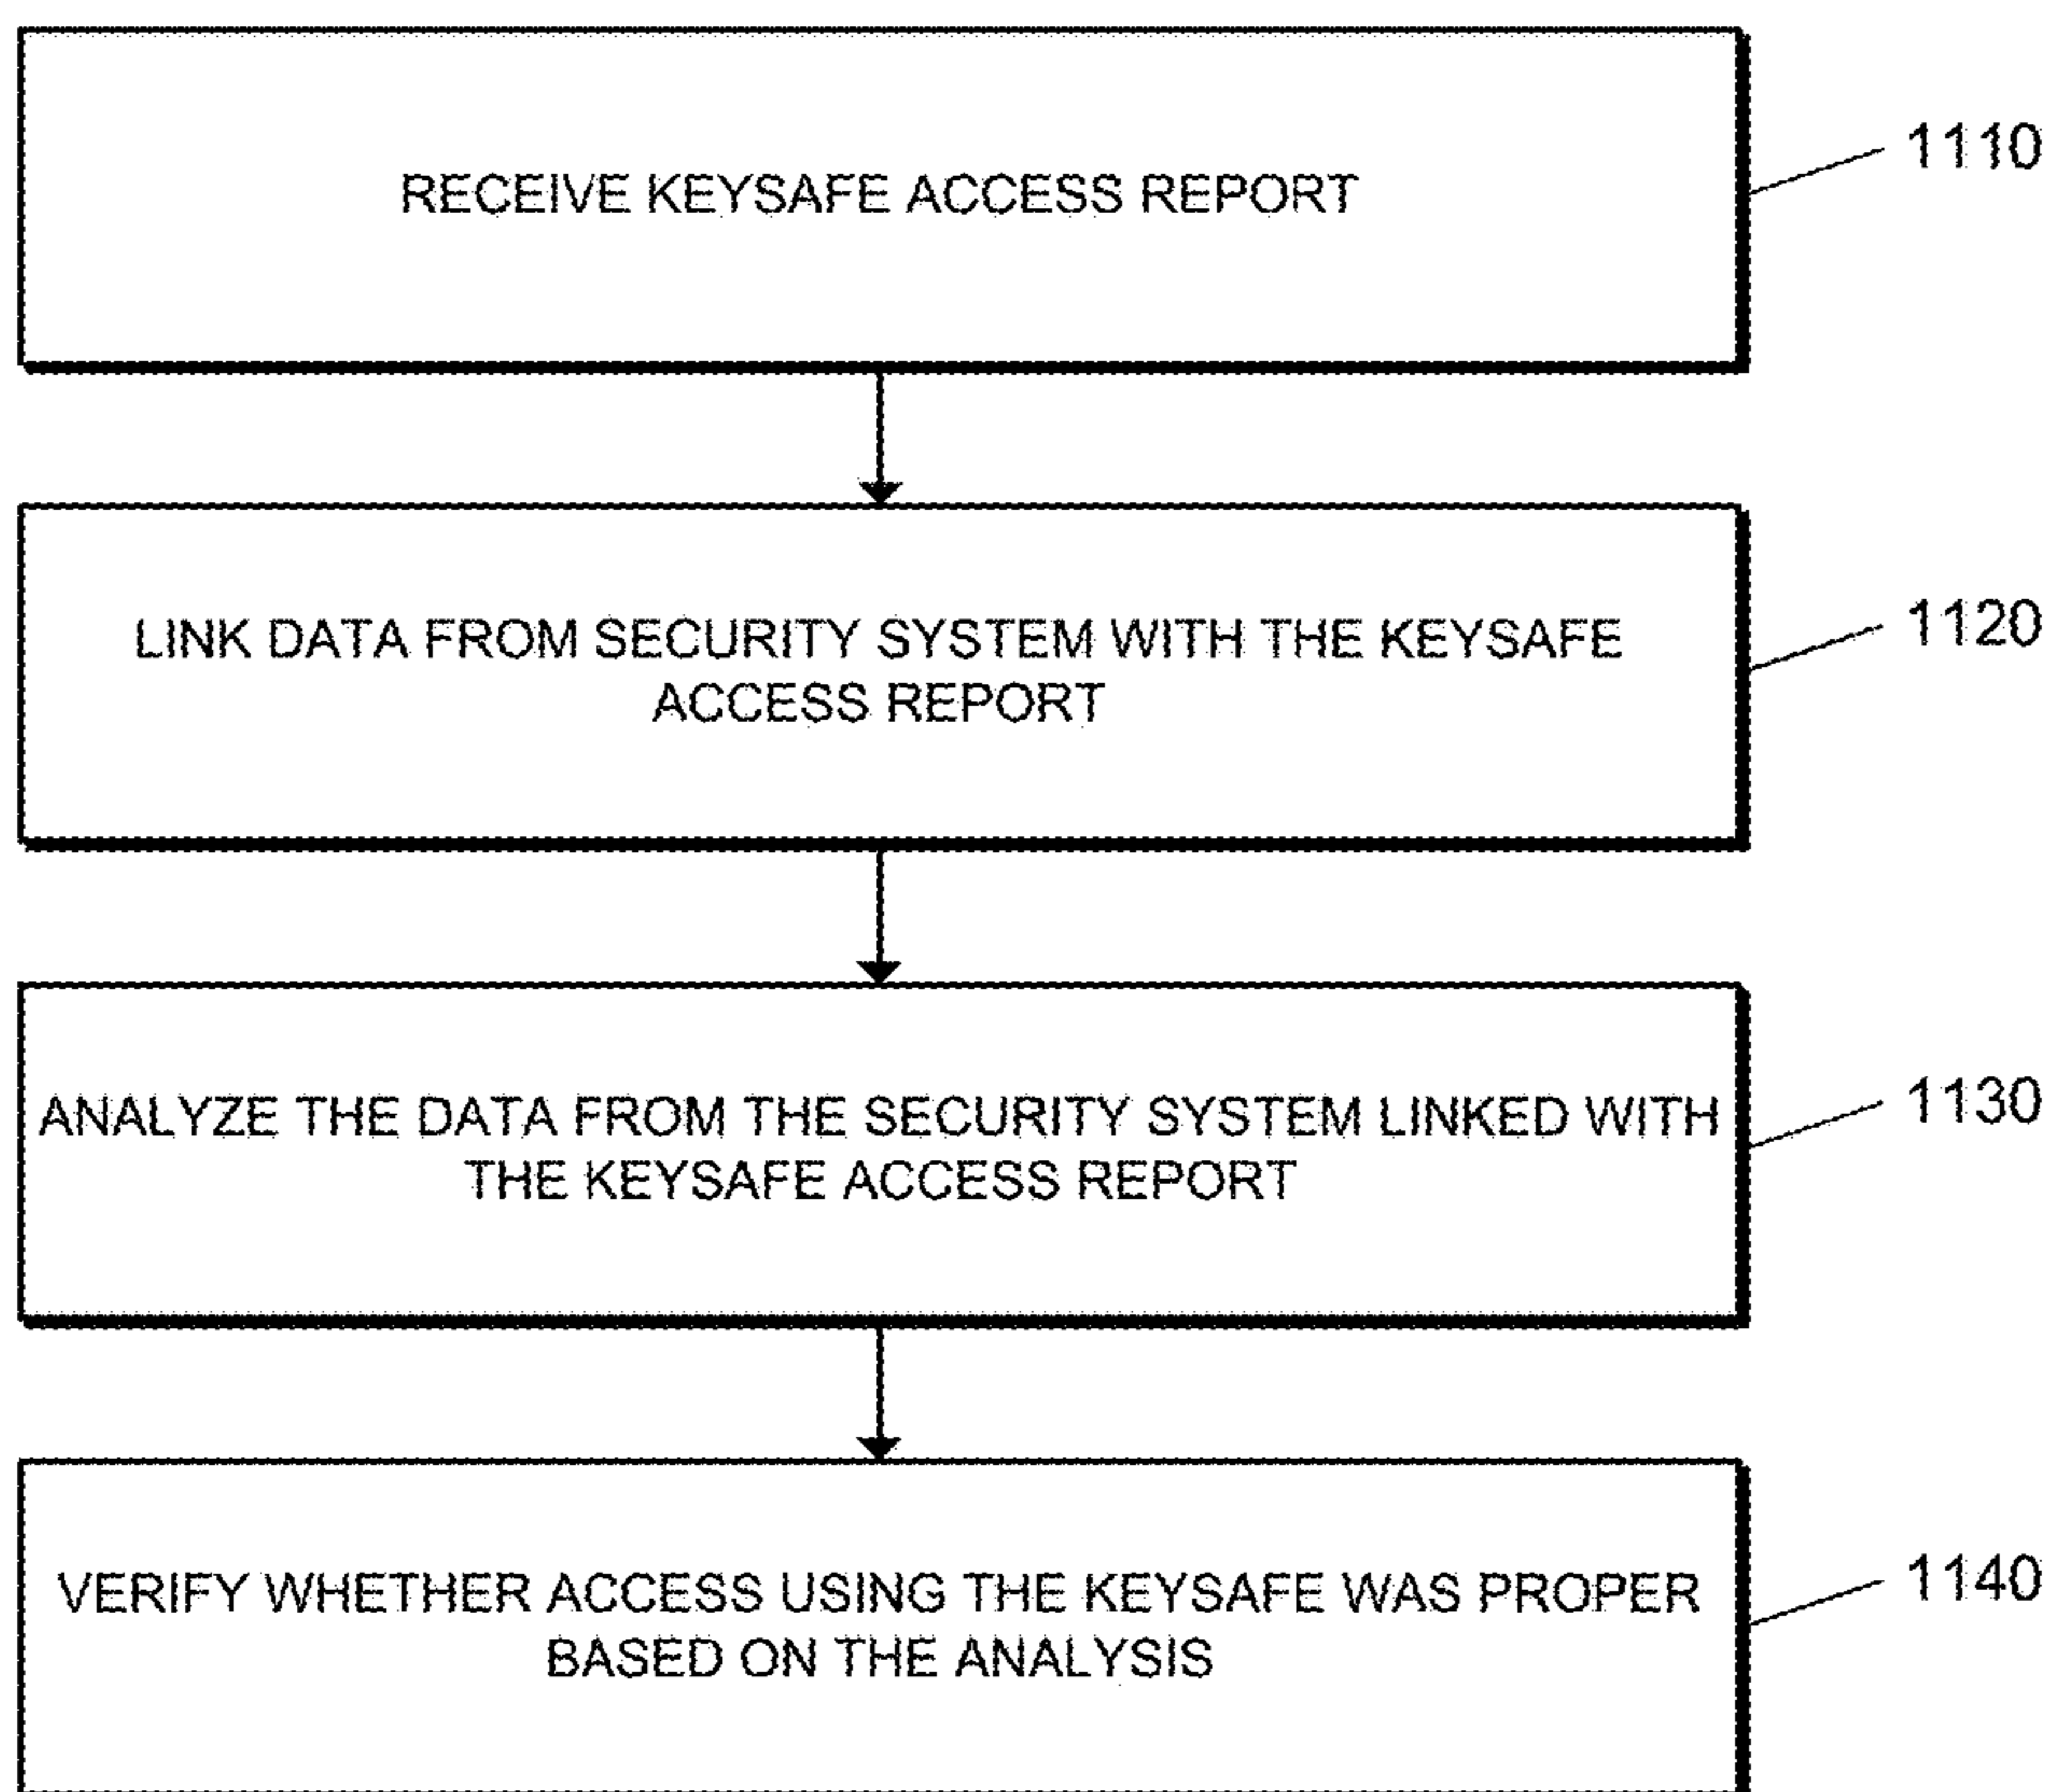 RECEIVE KEYSAFE ACCESS REPORT
1110
LINK DATA FROM SECURITY SYSTEM WITH THE KEYSAFE
ACCESS REPORT
1120
ANALYZE THE DATA FROM THE SECURITY SYSTEM LINKED WITH
THE KEYSAFE ACCESS REPORT
1130
VERIFY WHETHER ACCESS USING THE KEYSAFE WAS PROPER
BASED ON THE ANALYSIS
1140